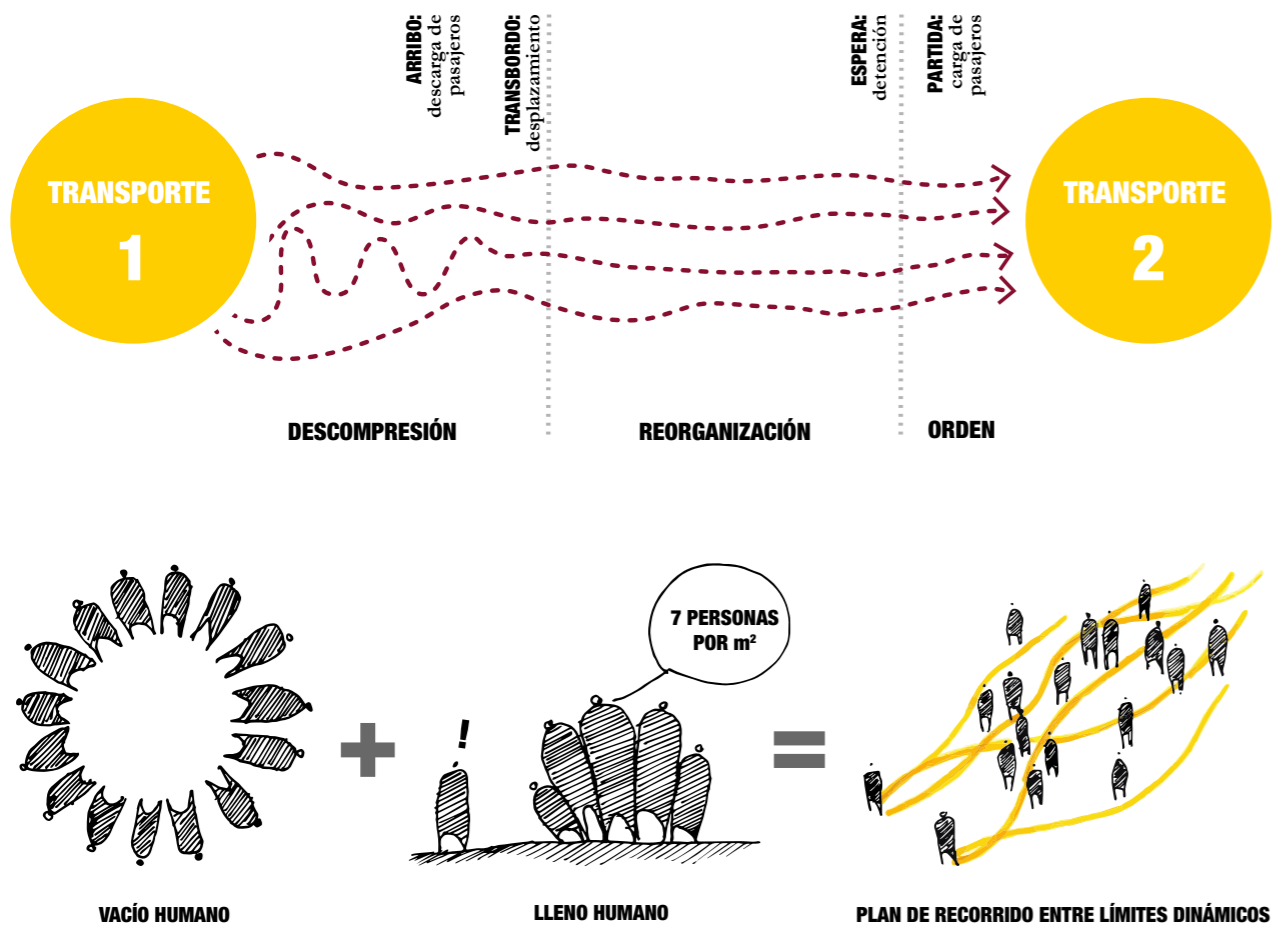 ARRIBO:
descarga de
pasajeros
TRANSBORDO:
desplazamiento
ESPERA:
detención
PARTIDA:
carga de
pasajeros
TRANSPORTE
1
TRANSPORTE
2
DESCOMPRESIÓN
REORGANIZACIÓN
ORDEN
7 PERSONAS
POR m²
!
+
=
VACÍO HUMANO
LLENO HUMANO
PLAN DE RECORRIDO ENTRE LÍMITES DINÁMICOS